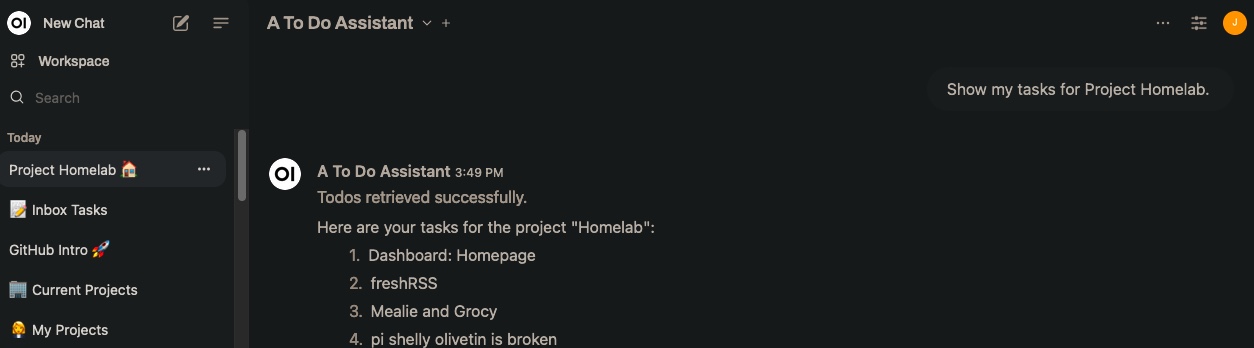 OI New Chat
Workspace
Search
Today
Project Homelab 🏠
📝 Inbox Tasks
GitHub Intro 🚀
🏢 Current Projects
My Projects
A To Do Assistant
J
Show my tasks for Project Homelab.
OI
A To Do Assistant 3:49 PM
Todos retrieved successfully.
Here are your tasks for the project "Homelab":
1. Dashboard: Homepage
2. freshRSS
3. Mealie and Grocy
4. pi shelly olivetin is broken